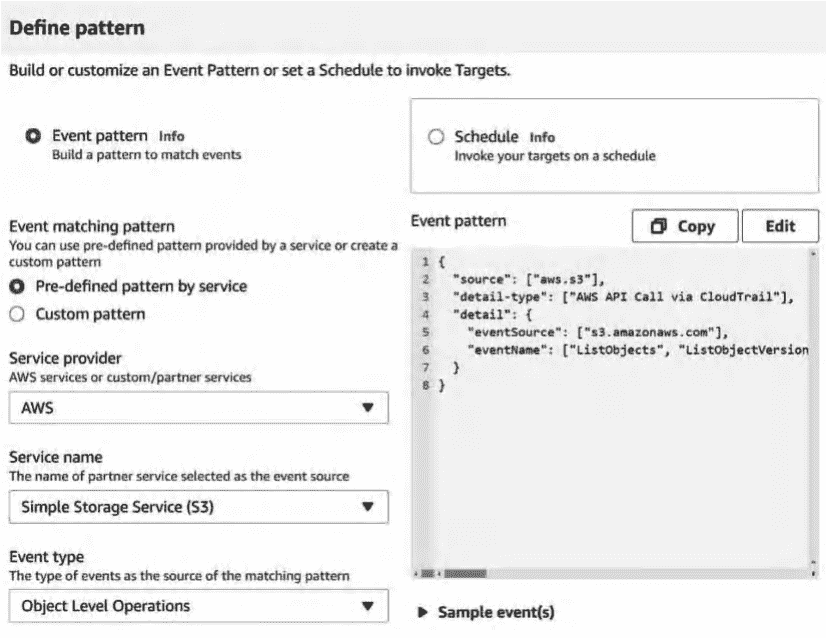 Define pattern
Build or customize an Event Pattern or set a Schedule to invoke Targets.
Event pattern Info
Build a pattern to match events
Schedule Info
Invoke your targets on a schedule
Event matching pattern
You can use pre-defined pattern provided by a service or create a
custom pattern
Pre-defined pattern by service
Custom pattern
Service provider
AWS services or custom/partner services
AWS
Service name
The name of partner service selected as the event source
Simple Storage Service (S3)
Event type
The type of events as the source of the matching pattern
Object Level Operations
Event pattern
Copy
Edit
1 {
2 "source": ["aws.s3"],
3 "detail-type": ["AWS API Call via CloudTrail"],
4 "detail": {
5 "eventSource": ["s3.amazonaws.com"],
6 "eventName": ["ListObjects", "ListObjectVersion
7 }
8 }
Sample event(s)